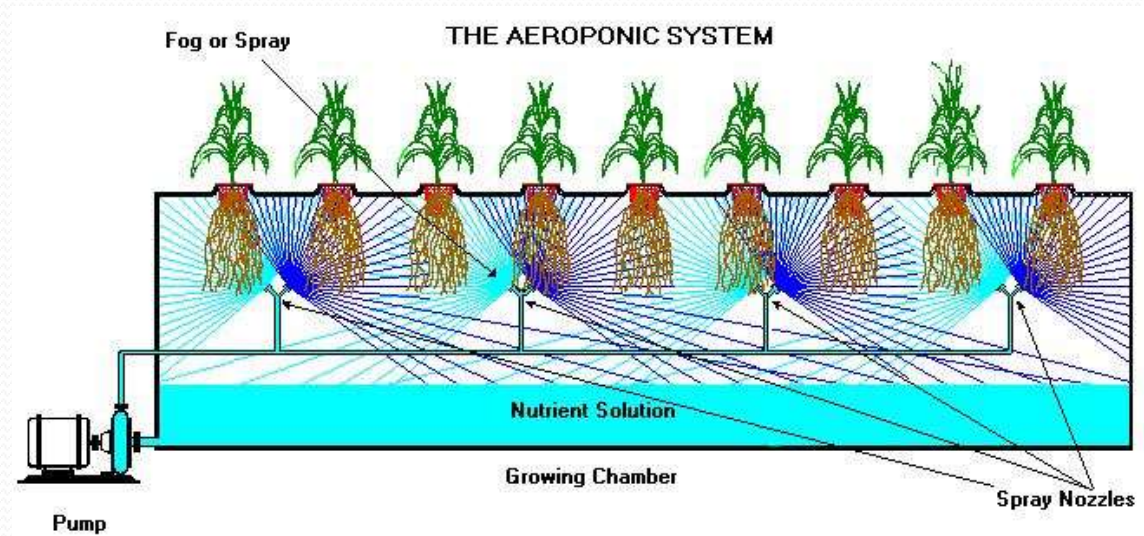 THE AEROPONIC SYSTEM
Fog or Spray
Nutrient Solution
Growing Chamber
Spray Nozzles
Pump